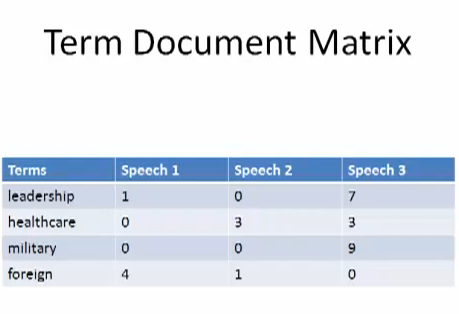 Term Document Matrix
Terms Speech 1 Speech 2 Speech 3
leadership 1 0 7
healthcare 0 3 3
military 0 0 9
foreign 4 1 0